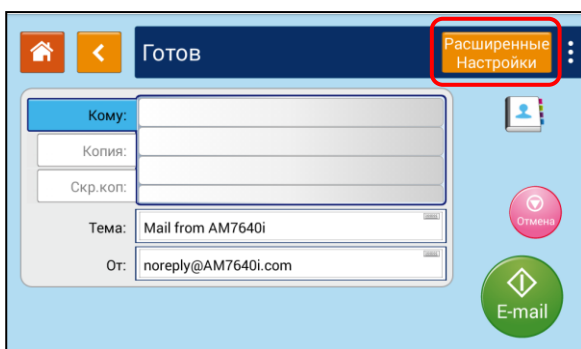 Готов
Расширенные
Настройки
Кому:
Копия:
Скр.коп:
Тема: Mail from AM7640i
От: noreply@AM7640i.com
Отмена
E-mail